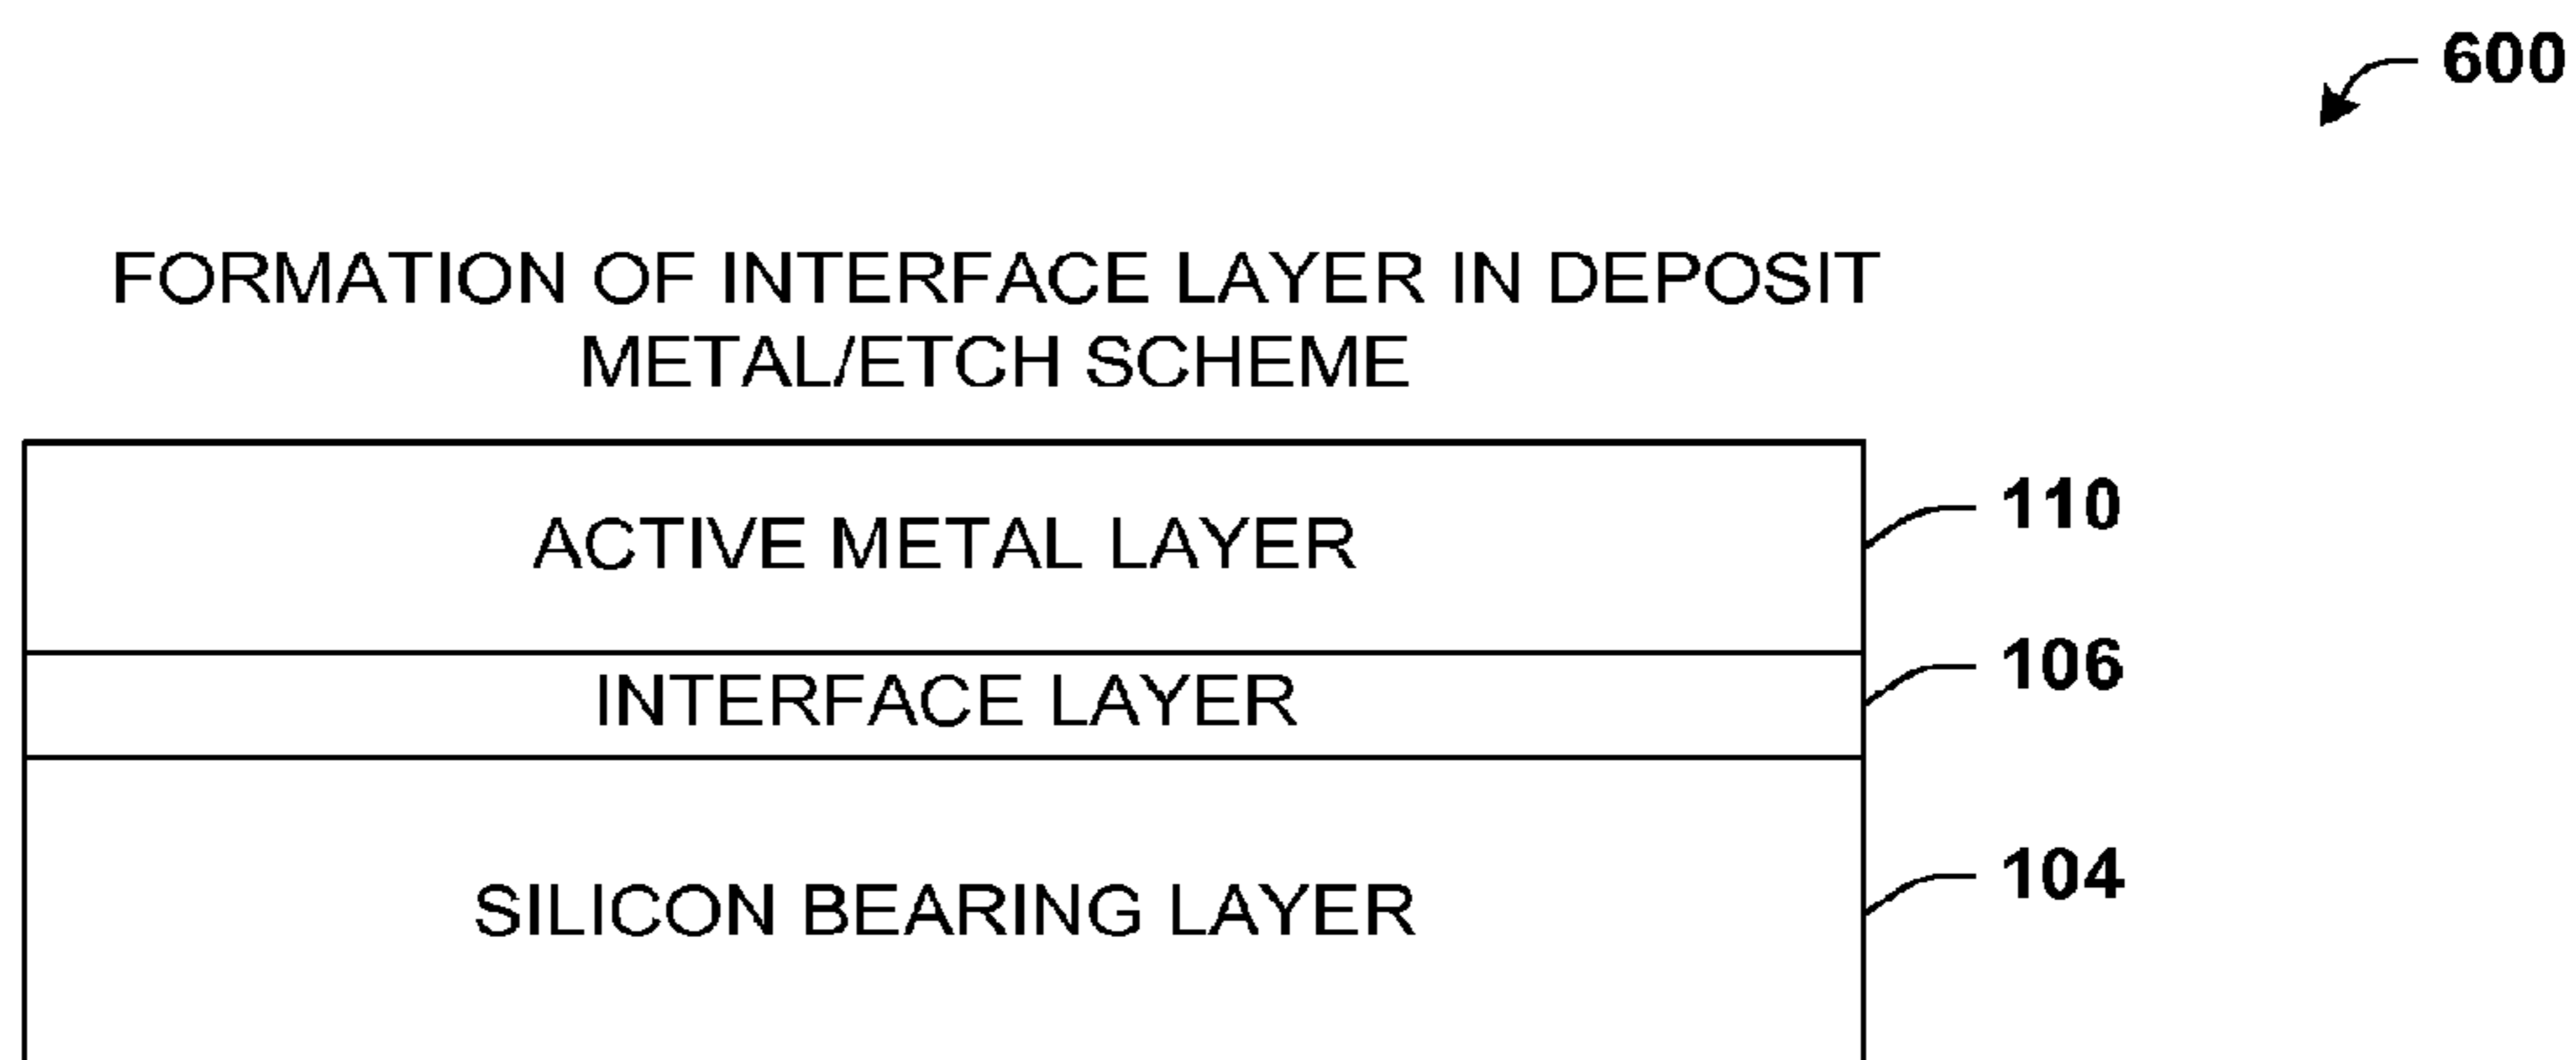 600
FORMATION OF INTERFACE LAYER IN DEPOSIT
METAL/ETCH SCHEME
ACTIVE METAL LAYER
110
INTERFACE LAYER
106
SILICON BEARING LAYER
104